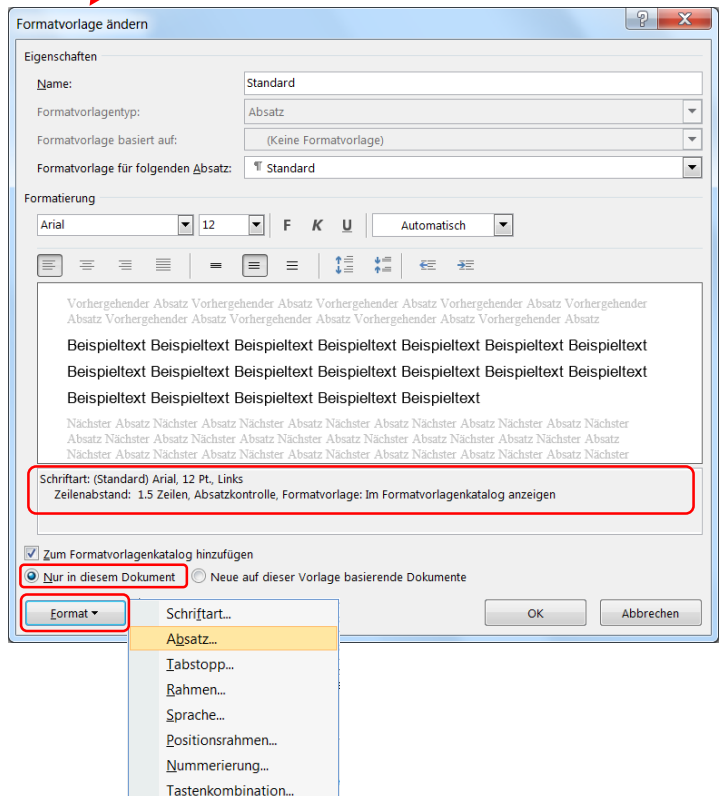 Formatvorlage ändern
Eigenschaften
Name: Standard
Formatvorlagentyp: Absatz
Formatvorlage basiert auf: (Keine Formatvorlage)
Formatvorlage für folgenden Absatz: ¶ Standard
Formatierung
Arial 12 F K U Automatisch
Vorhergehender Absatz Vorhergehender Absatz Vorhergehender Absatz Vorhergehender Absatz Vorhergehender
Absatz Vorhergehender Absatz Vorhergehender Absatz Vorhergehender Absatz Vorhergehender Absatz
Beispieltext Beispieltext Beispieltext Beispieltext Beispieltext Beispieltext Beispieltext
Beispieltext Beispieltext Beispieltext Beispieltext Beispieltext Beispieltext Beispieltext
Beispieltext Beispieltext Beispieltext Beispieltext Beispieltext
Nächster Absatz Nächster Absatz Nächster Absatz Nächster Absatz Nächster Absatz Nächster Absatz Nächster
Absatz Nächster Absatz Nächster Absatz Nächster Absatz Nächster Absatz Nächster Absatz Nächster Absatz
Nächster Absatz Nächster Absatz Nächster Absatz Nächster Absatz Nächster Absatz Nächster Absatz Nächster
Schriftart: (Standard) Arial, 12 Pt., Links
Zeilenabstand: 1.5 Zeilen, Absatzkontrolle, Formatvorlage: Im Formatvorlagenkatalog anzeigen
Zum Formatvorlagenkatalog hinzufügen
Nur in diesem Dokument Neue auf dieser Vorlage basierende Dokumente
Format OK Abbrechen
Schriftart...
Absatz...
Tabstopp...
Rahmen...
Sprache...
Positionsrahmen...
Nummerierung...
Tastenkombination...